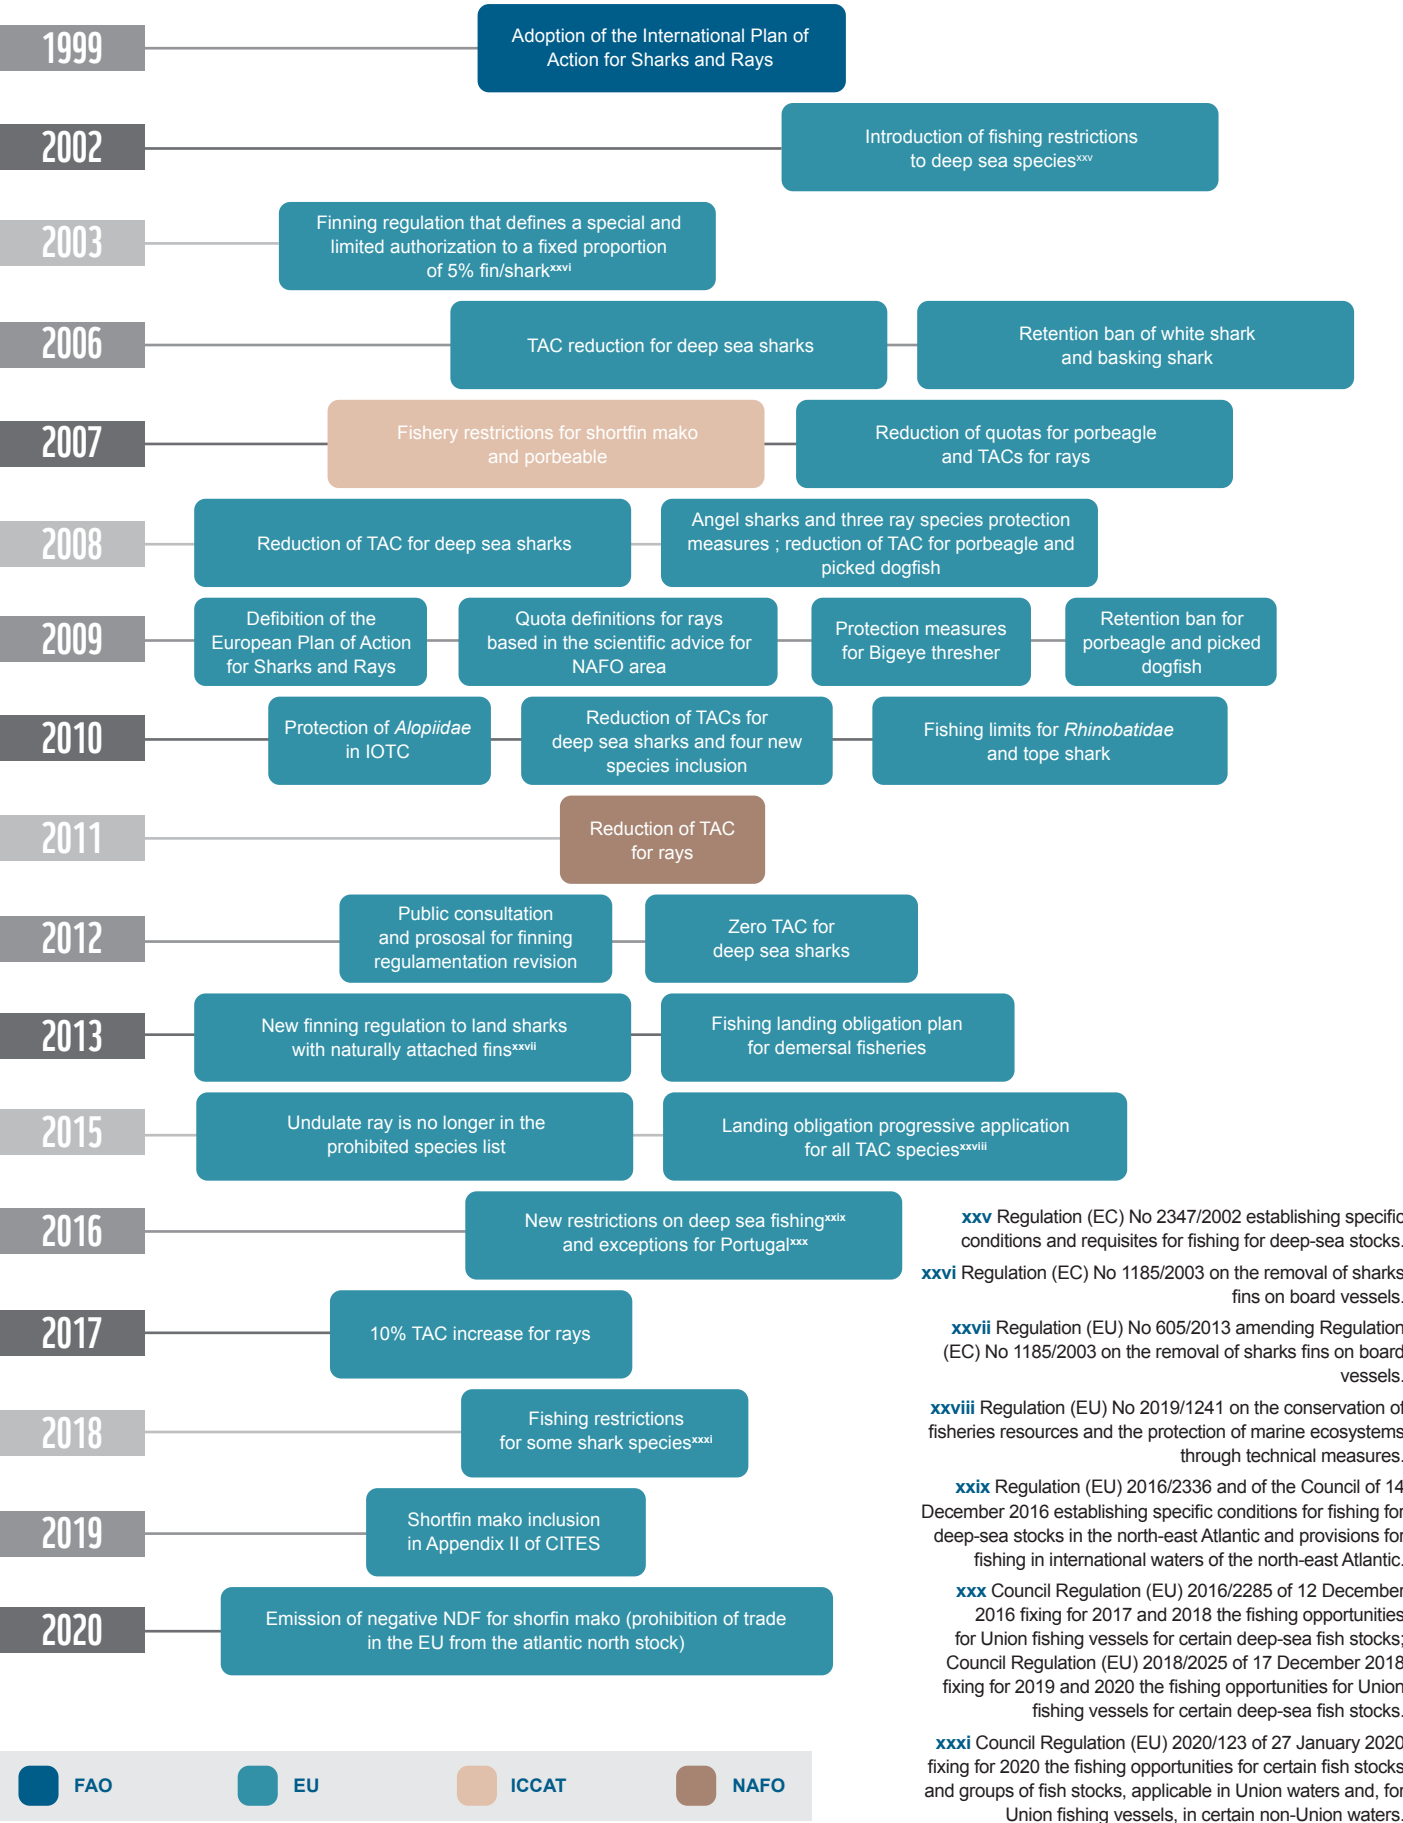 1999
Adoption of the International Plan of
Action for Sharks and Rays
2002
Introduction of fishing restrictions
to deep sea speciesxxv
2003
Finning regulation that defines a special and
limited authorization to a fixed proportion
of 5% fin/sharkxxvi
2006
TAC reduction for deep sea sharks
Retention ban of white shark
and basking shark
2007
Fishery restrictions for shortfin mako
and porbeable
Reduction of quotas for porbeagle
and TACs for rays
2008
Reduction of TAC for deep sea sharks
Angel sharks and three ray species protection
measures ; reduction of TAC for porbeagle and
picked dogfish
2009
Defibition of the
European Plan of Action
for Sharks and Rays
Quota definitions for rays
based in the scientific advice for
NAFO area
Protection measures
for Bigeye thresher
Retention ban for
porbeagle and picked
dogfish
2010
Protection of Alopiidae
in IOTC
Reduction of TACs for
deep sea sharks and four new
species inclusion
Fishing limits for Rhinobatidae
and tope shark
2011
Reduction of TAC
for rays
2012
Public consultation
and prososal for finning
regulamentation revision
Zero TAC for
deep sea sharks
2013
New finning regulation to land sharks
with naturally attached finsxxvii
Fishing landing obligation plan
for demersal fisheries
2015
Undulate ray is no longer in the
prohibited species list
Landing obligation progressive application
for all TAC speciesxxviii
2016
New restrictions on deep sea fishingxxix
and exceptions for Portugalxxx
2017
10% TAC increase for rays
2018
Fishing restrictions
for some shark speciesxxxi
2019
Shortfin mako inclusion
in Appendix II of CITES
2020
Emission of negative NDF for shorfin mako (prohibition of trade
in the EU from the atlantic north stock)
xxv Regulation (EC) No 2347/2002 establishing specific
conditions and requisites for fishing for deep-sea stocks.
xxvi Regulation (EC) No 1185/2003 on the removal of sharks
fins on board vessels.
xxvii Regulation (EU) No 605/2013 amending Regulation
(EC) No 1185/2003 on the removal of sharks fins on board
vessels.
xxviii Regulation (EU) No 2019/1241 on the conservation of
fisheries resources and the protection of marine ecosystems
through technical measures.
xxix Regulation (EU) 2016/2336 and of the Council of 14
December 2016 establishing specific conditions for fishing for
deep-sea stocks in the north-east Atlantic and provisions for
fishing in international waters of the north-east Atlantic.
xxx Council Regulation (EU) 2016/2285 of 12 December
2016 fixing for 2017 and 2018 the fishing opportunities
for Union fishing vessels for certain deep-sea fish stocks;
Council Regulation (EU) 2018/2025 of 17 December 2018
fixing for 2019 and 2020 the fishing opportunities for Union
fishing vessels for certain deep-sea fish stocks.
xxxi Council Regulation (EU) 2020/123 of 27 January 2020
fixing for 2020 the fishing opportunities for certain fish stocks
and groups of fish stocks, applicable in Union waters and, for
Union fishing vessels, in certain non-Union waters.
FAO
EU
ICCAT
NAFO